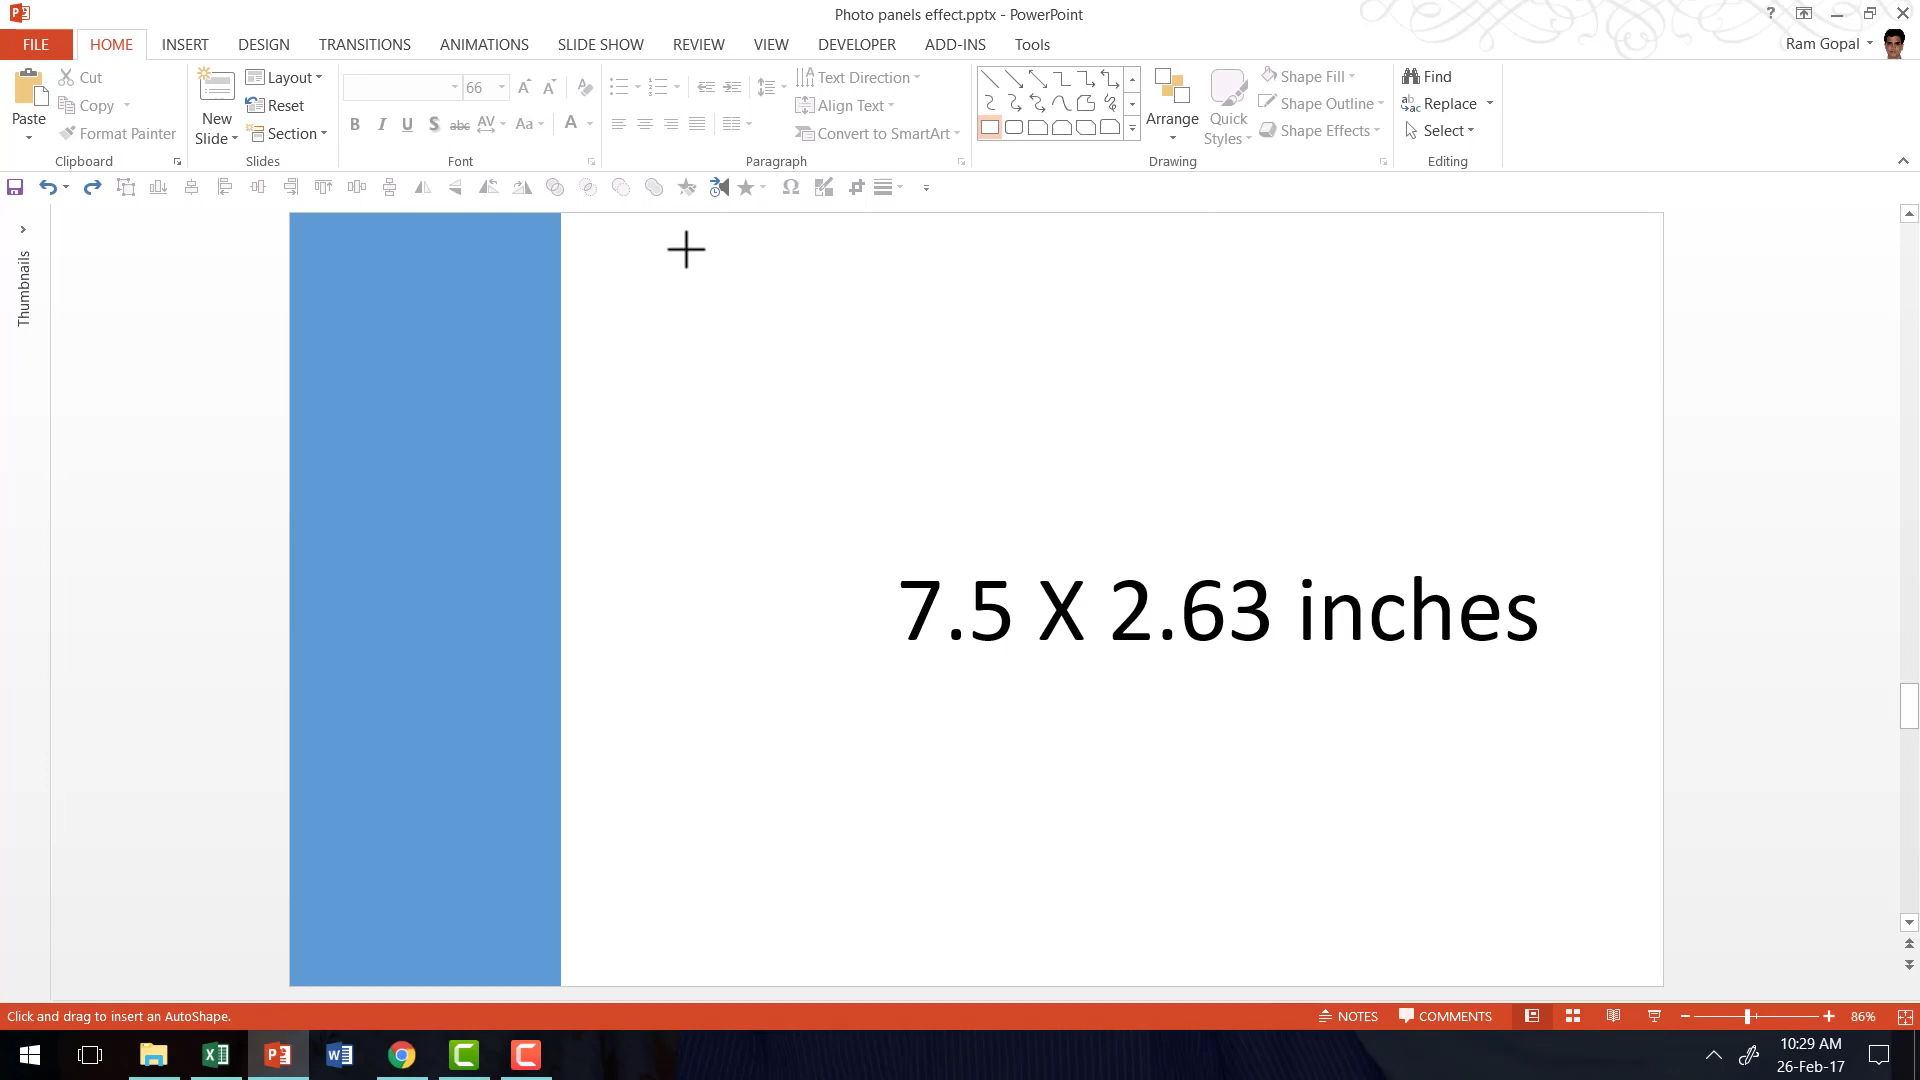 Photo panels effect.pptx - PowerPoint
FILE HOME INSERT DESIGN TRANSITIONS ANIMATIONS SLIDE SHOW REVIEW VIEW DEVELOPER ADD-INS Tools Ram Gopal
Paste
Cut
Copy
Format Painter
Clipboard
New
Slide
Layout
Reset
Section
Slides
66
B I U S abc AV Aa A
Font
Text Direction
Align Text
Convert to SmartArt
Paragraph
Arrange
Quick
Styles
Shape Fill
Shape Outline
Shape Effects
Drawing
Find
Replace
Select
Editing
Thumbnails
7.5 X 2.63 inches
Click and drag to insert an AutoShape. NOTES COMMENTS 86%
10:29 AM
26-Feb-17